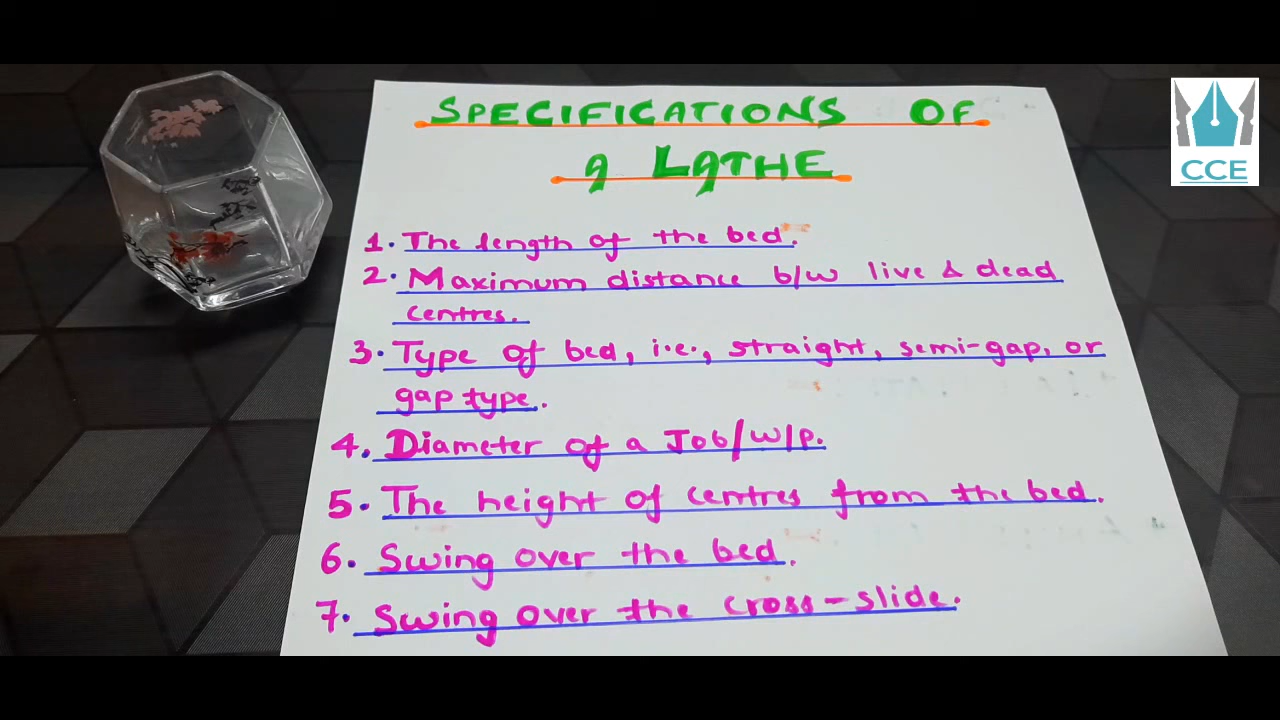 SPECIFICATIONS OF
a LATHE
CCE
1. The length of the bed.
2. Maximum distance b/w live & dead
centres.
3. Type of bed, i.e., straight, semi-gap, or
gap type.
4. Diameter of a Job/w/p.
5. The height of centres from the bed.
6. Swing over the bed.
7. Swing over the cross-slide.